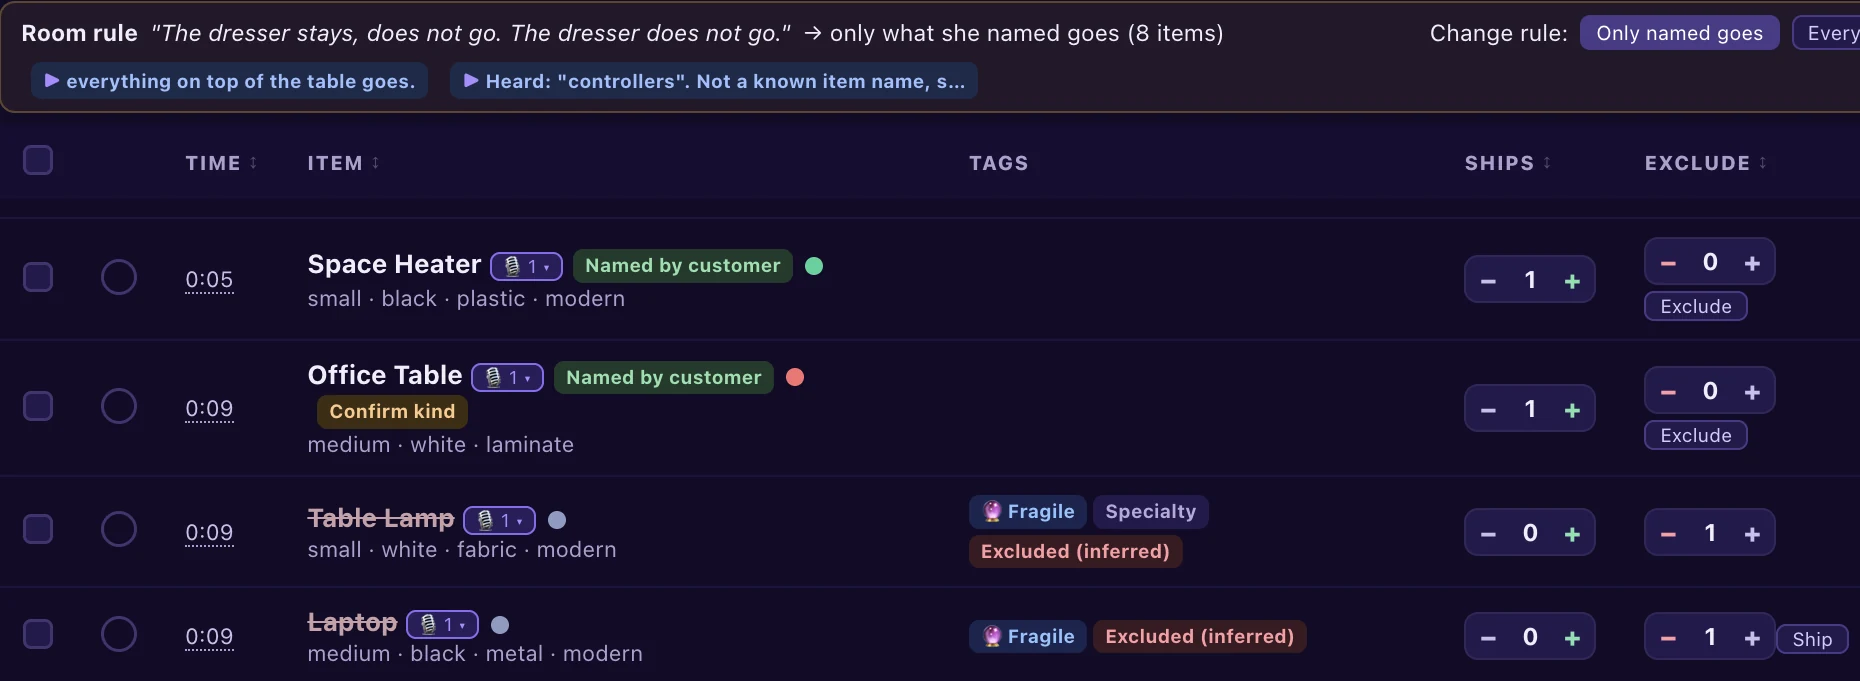 Room rule "The dresser stays, does not go. The dresser does not go." → only what she named goes (8 items) Change rule: Only named goes Every
▶ everything on top of the table goes. ▶ Heard: "controllers". Not a known item name, s...
TIME ↕ ITEM ↕ TAGS SHIPS ↕ EXCLUDE ↕
0:05 Space Heater 1 ▾ Named by customer − 1 + − 0 +
small · black · plastic · modern Exclude
0:09 Office Table 1 ▾ Named by customer − 1 + − 0 +
Confirm kind Exclude
medium · white · laminate
0:09 Table Lamp 1 ▾ Fragile Specialty − 0 + − 1 +
small · white · fabric · modern Excluded (inferred)
0:09 Laptop 1 ▾ Fragile Excluded (inferred) − 0 + − 1 + Ship
medium · black · metal · modern